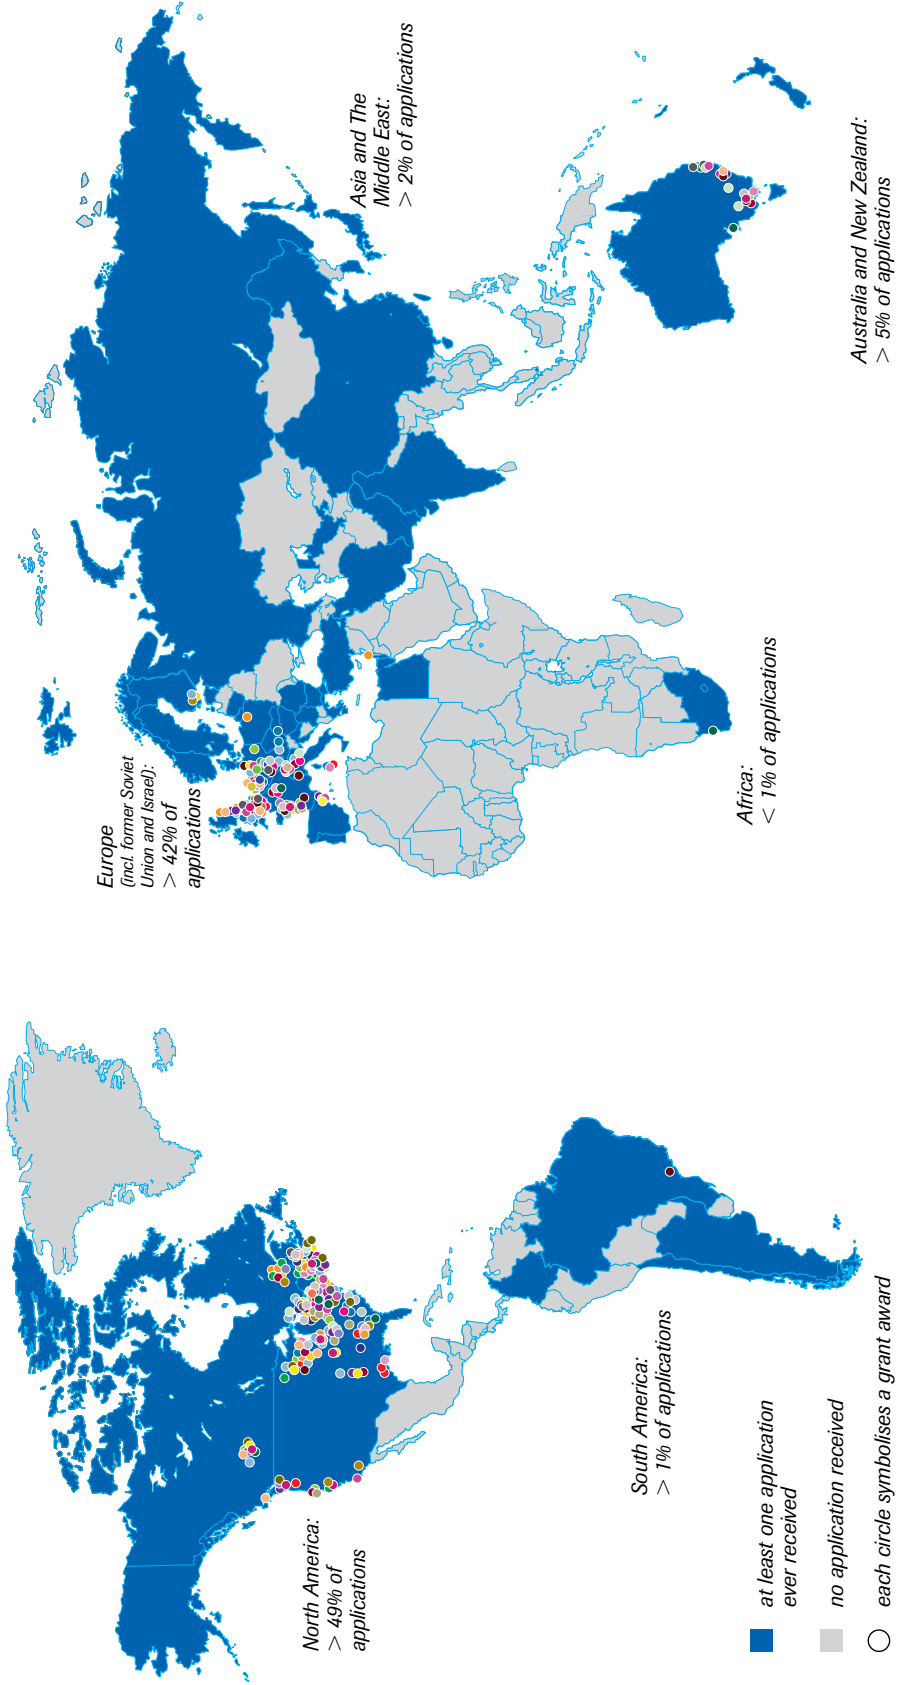 Europe
(incl. former Soviet
Union and Israel):
> 42% of
applications
Asia and The
Middle East:
> 2% of applications
North America:
> 49% of
applications
South America:
> 1% of applications
Africa:
< 1% of applications
Australia and New Zealand:
> 5% of applications
at least one application
ever received
no application received
each circle symbolises a grant award